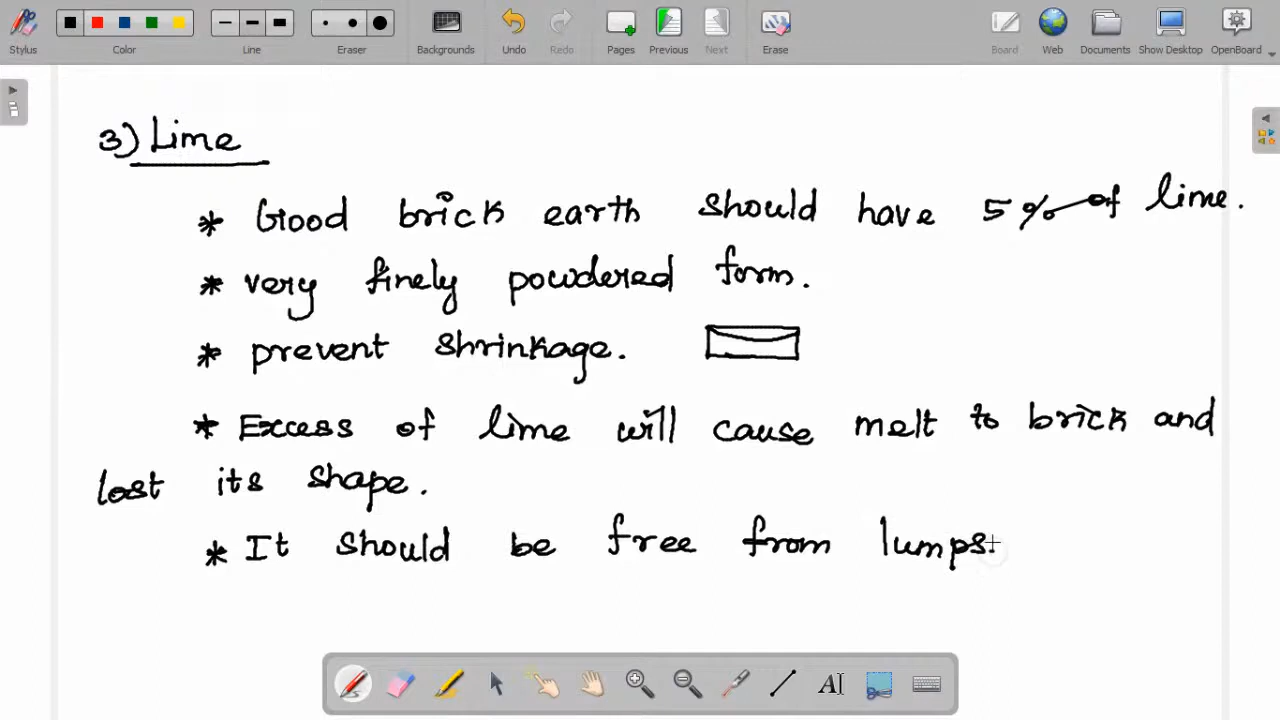 Stylus Color Line Eraser Backgrounds Undo Redo Pages Previous Next Erase Board Web Documents Show Desktop OpenBoard
3) Lime
* Good brick earth should have 5% of lime.
* very finely powdered form.
* prevent shrinkage.
* Excess of lime will cause melt to brick and
lost its shape.
* It should be free from lumps